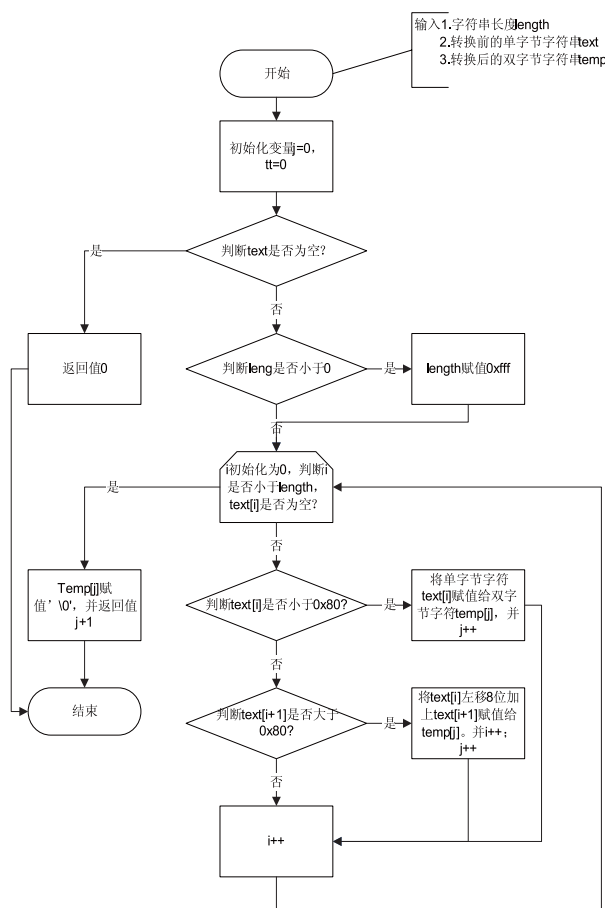 输入1.字符串长度length
2.转换前的单字节字符串text
3.转换后的双字节字符串temp
开始
初始化变量j=0，
tt=0
判断text是否为空？
是
否
返回值0
判断leng是否小于0
是
length赋值0xfff
否
i初始化为0，判断i
是否小于length，
text[i]是否为空？
是
否
Temp[j]赋
值’\0'，并返回值
j+1
判断text[i]是否小于0x80?
是
将单字节字符
text[i]赋值给双字
节字符temp[j]，并
j++
否
结束
判断text[i+1]是否大于
0x80?
是
将text[i]左移8位加
上text[i+1]赋值给
temp[j]。并i++；
j++
否
i++